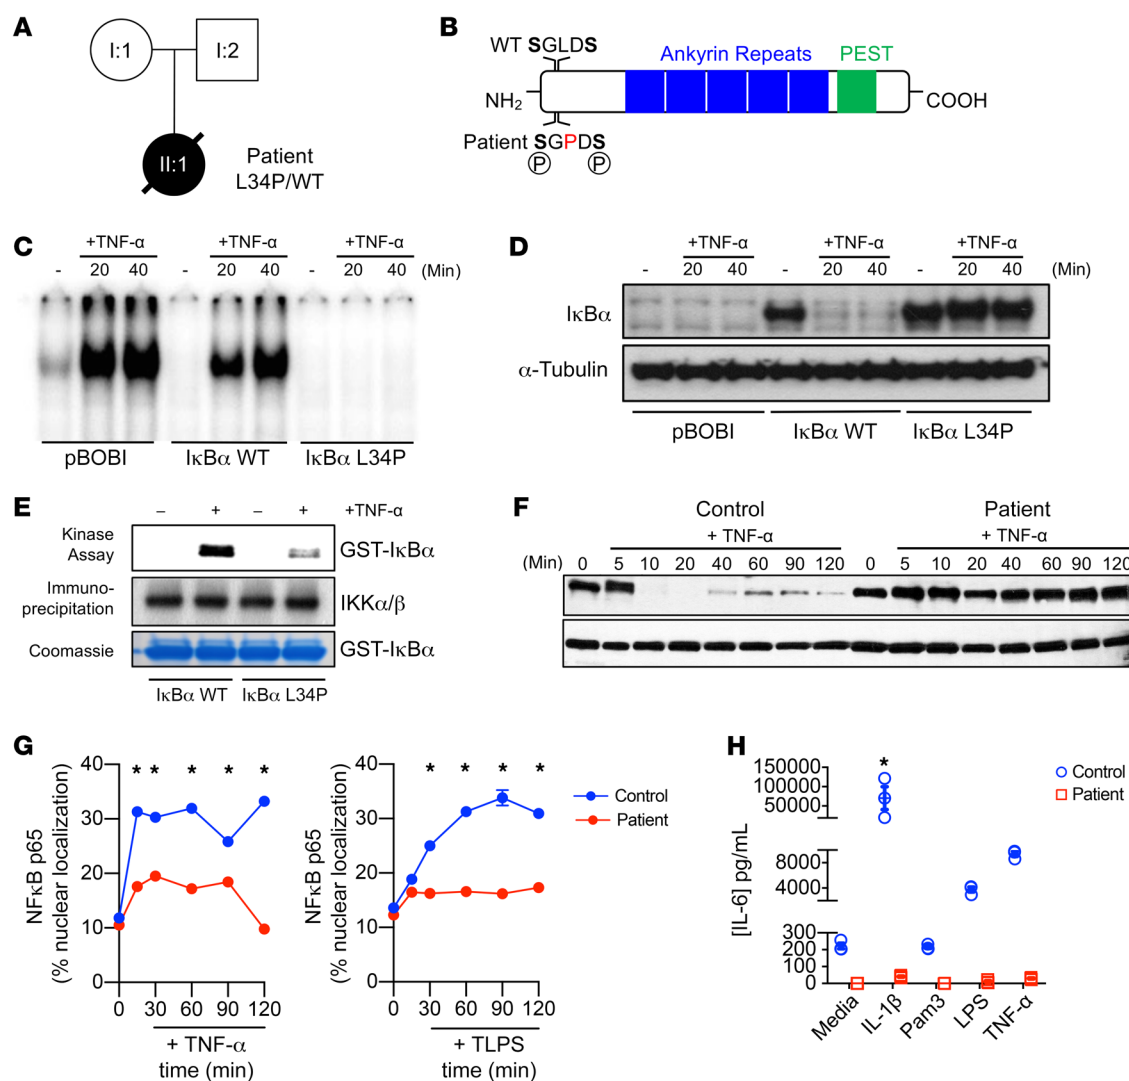 A
I:1
I:2
II:1
Patient
L34P/WT
B
WT SGLDS
Ankyrin Repeats
PEST
NH₂
COOH
Patient SGPDS
P P
C
+TNF-α +TNF-α +TNF-α
- 20 40 - 20 40 - 20 40 (Min)
pBOBI IκBα WT IκBα L34P
D
+TNF-α +TNF-α +TNF-α
- 20 40 - 20 40 - 20 40 (Min)
IκBα
α-Tubulin
pBOBI IκBα WT IκBα L34P
E
– + – + +TNF-α
Kinase
Assay
GST-IκBα
Immuno-
precipitation
IKKα/β
Coomassie
GST-IκBα
IκBα WT IκBα L34P
F
Control Patient
+ TNF-α + TNF-α
(Min) 0 5 10 20 40 60 90 120 0 5 10 20 40 60 90 120
G
NFκB p65
(% nuclear localization)
40
30
20
10
0
* * * * *
0 30 60 90 120
+ TNF-α
time (min)
NFκB p65
(% nuclear localization)
40
30
20
10
0
* * * *
0 30 60 90 120
+ TLPS
time (min)
Control
Patient
H
[IL-6] pg/mL
150000
100000
50000
8000
4000
300
200
100
0
*
Media IL-1β Pam3 LPS TNF-α
Control
Patient